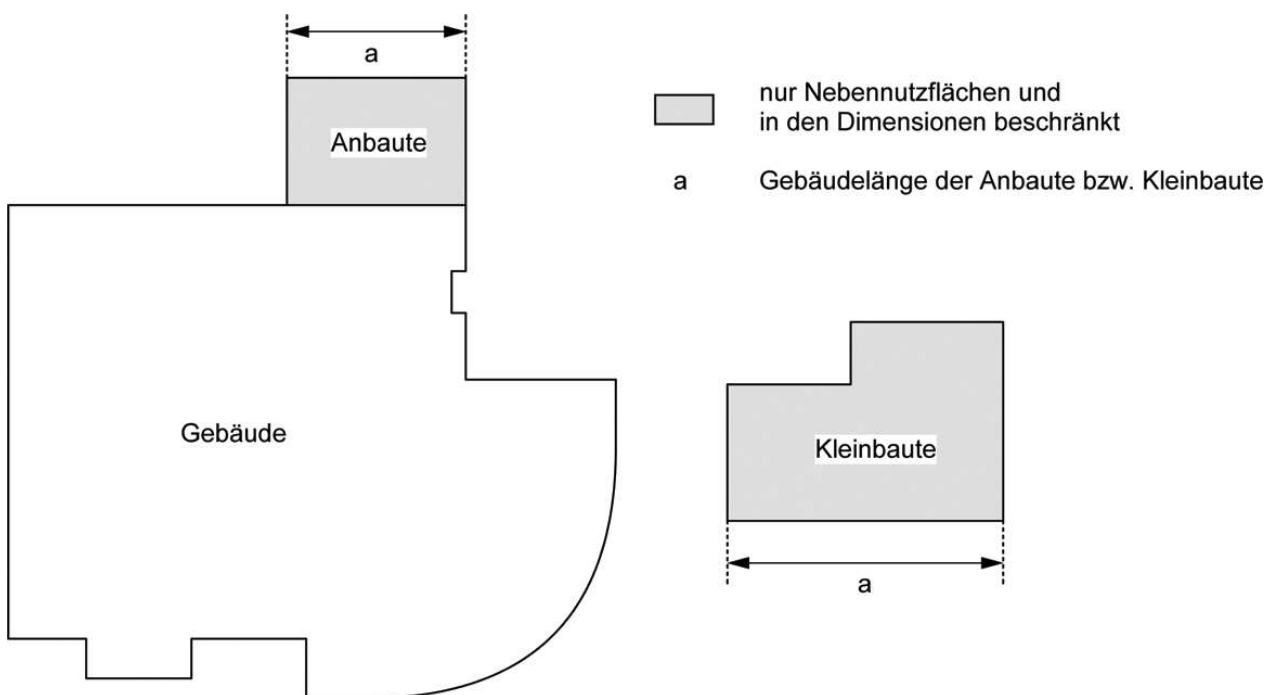 a
Anbaute
nur Nebennutzflächen und
in den Dimensionen beschränkt
a Gebäudelänge der Anbaute bzw. Kleinbaute
Gebäude
Kleinbaute
a